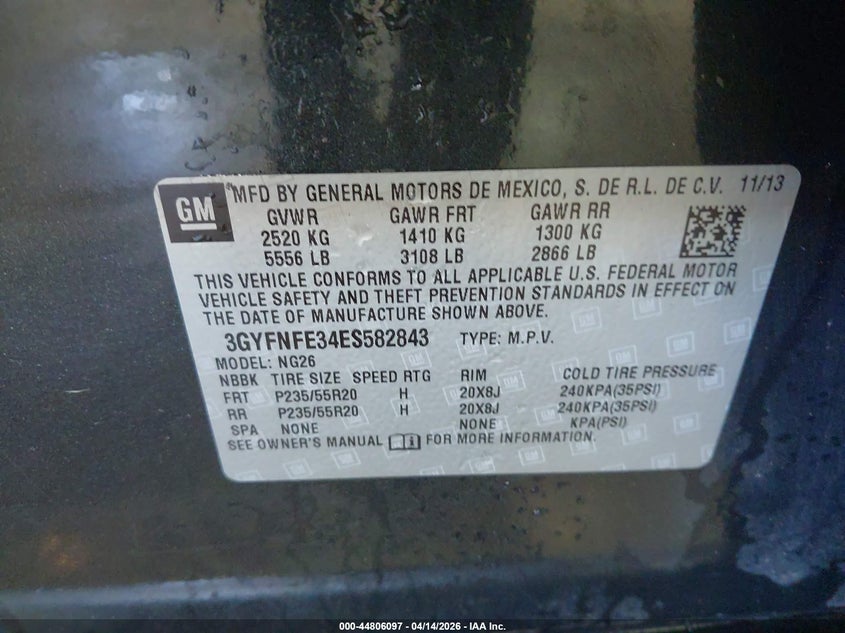 GM
MFD BY GENERAL MOTORS DE MEXICO, S. DE R.L. DE C.V. 11/13
GVWR GAWR FRT GAWR RR
2520 KG 1410 KG 1300 KG
5556 LB 3108 LB 2866 LB
THIS VEHICLE CONFORMS TO ALL APPLICABLE U.S. FEDERAL MOTOR
VEHICLE SAFETY AND THEFT PREVENTION STANDARDS IN EFFECT ON
THE DATE OF MANUFACTURE SHOWN ABOVE.
3GYFNFE34ES582843 TYPE: M.P.V.
MODEL: NG26
NBBK TIRE SIZE SPEED RTG RIM COLD TIRE PRESSURE
FRT P235/55R20 H 20X8J 240KPA(35PSI)
RR P235/55R20 H 20X8J 240KPA(35PSI)
SPA NONE NONE KPA(PSI)
SEE OWNER'S MANUAL FOR MORE INFORMATION.
000-44806097 - 04/14/2026 - IAA Inc.